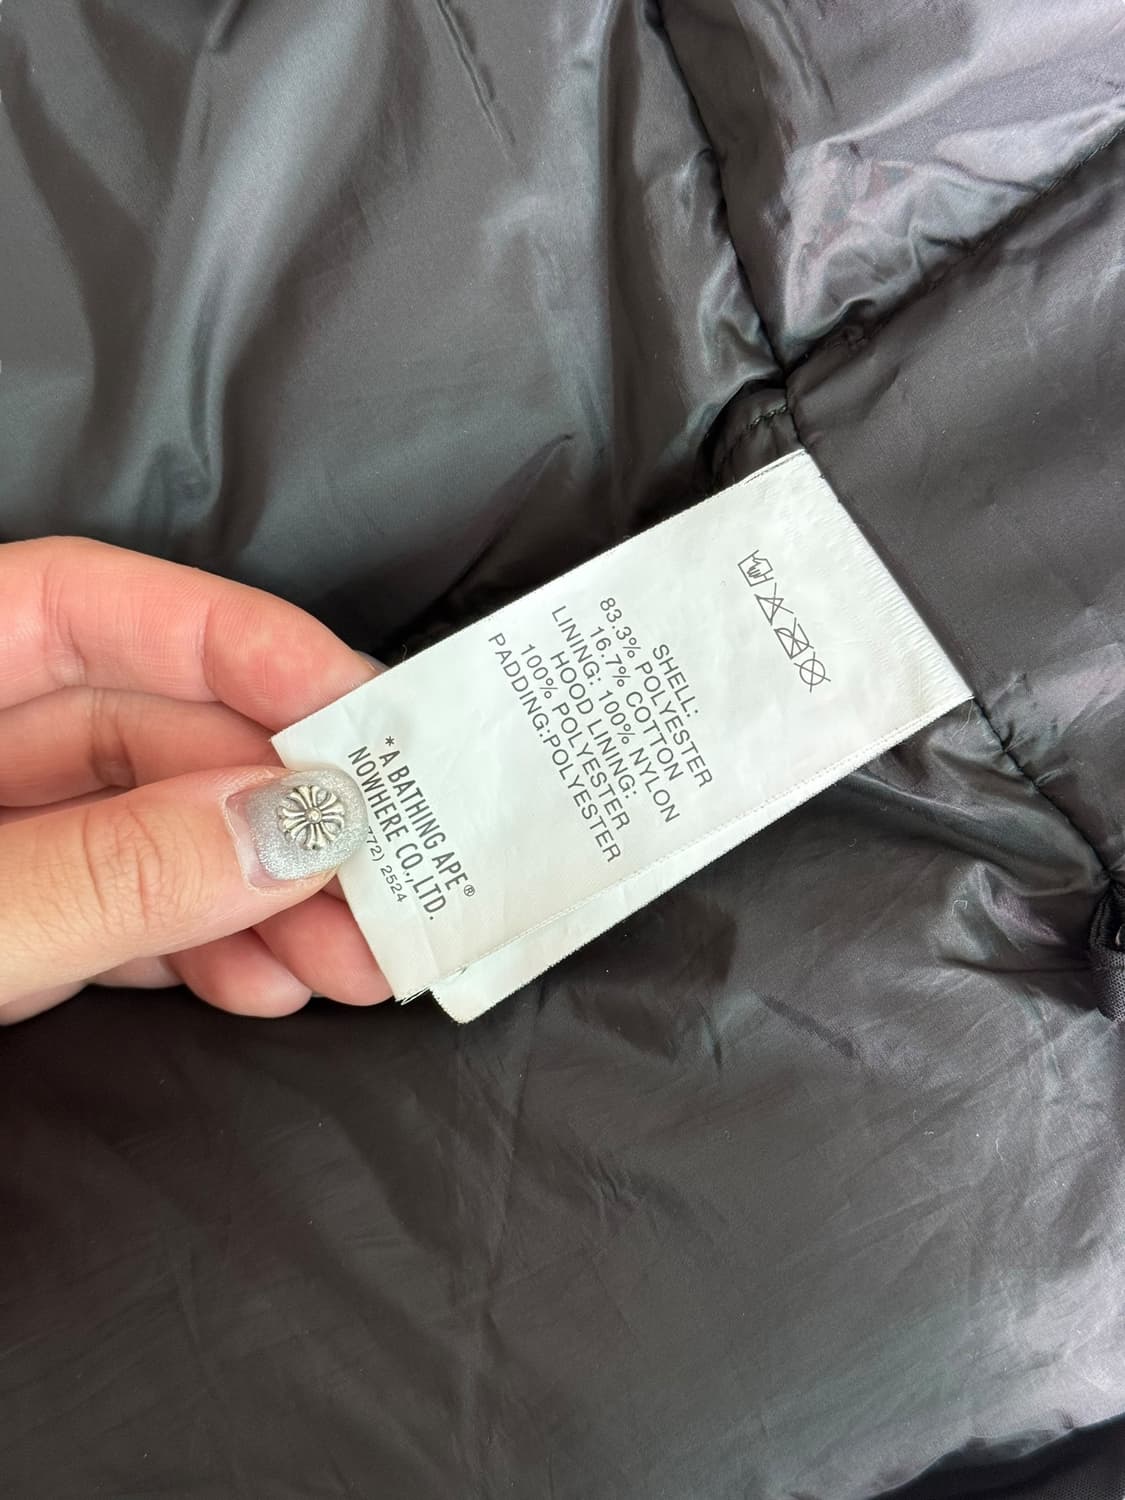 SHELL:
83.3% POLYESTER
16.7% COTTON
LINING: 100% NYLON
HOOD LINING:
100% POLYESTER
PADDING:POLYESTER
*A BATHING APE®
NOWHERE CO.,LTD.
772) 2524